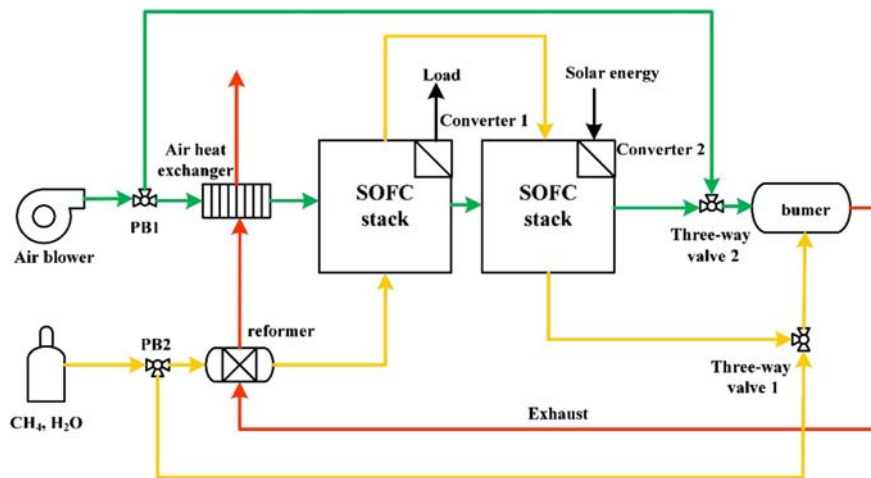 Load
Solar energy
Converter 1
Air heat
exchanger
Converter 2
SOFC
stack
SOFC
stack
bumer
PB1
Air blower
Three-way
valve 2
PB2
reformer
Three-way
valve 1
CH₄, H₂O
Exhaust